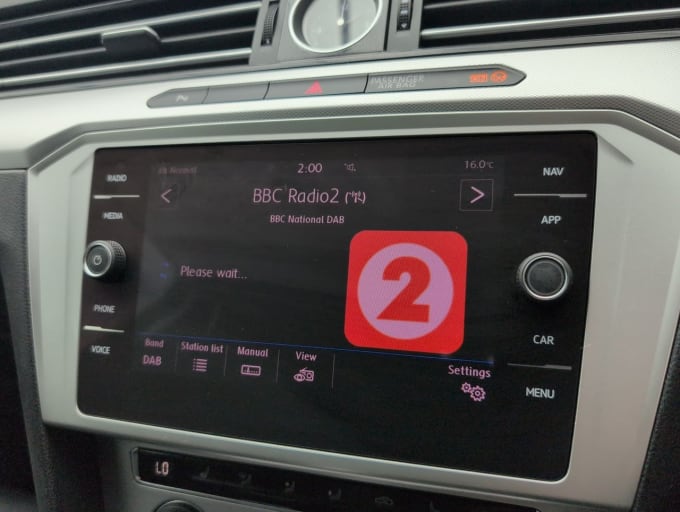 PASSENGER
AIR BAG
RADIO
MEDIA
PHONE
VOICE
2:00
16.0°C
BBC Radio2
BBC National DAB
Please wait...
2
Band
DAB
Station list
Manual
View
Settings
NAV
APP
CAR
MENU
LO